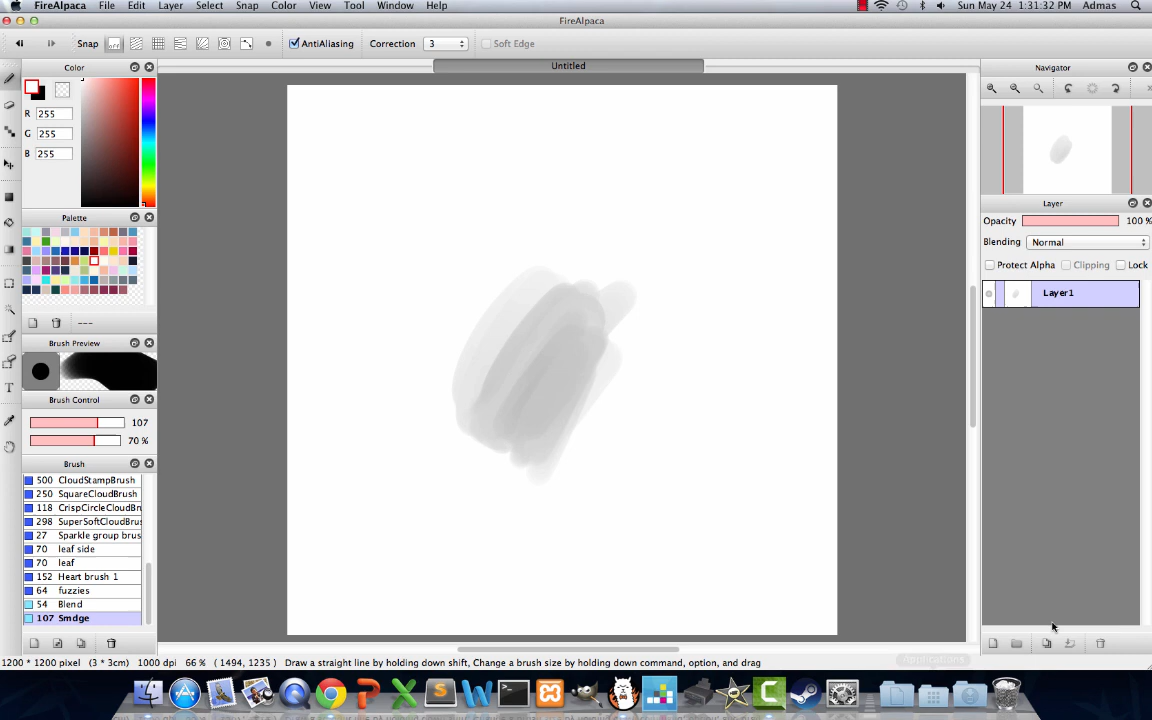 FireAlpaca File Edit Layer Select Snap Color View Tool Window Help Sun May 24 1:31:32 PM Admas
FireAlpaca
Snap off AntiAliasing Correction 3 Soft Edge
Color Untitled Navigator
R 255
G 255
B 255
Palette
Layer
Opacity 100 %
Blending Normal
Protect Alpha Clipping Lock
Layer1
---
Brush Preview
Brush Control
107
70 %
Brush
500 CloudStampBrush
250 SquareCloudBrush
118 CrispCircleCloudBr
298 SuperSoftCloudBrus
27 Sparkle group brus
70 leaf side
70 leaf
152 Heart brush 1
64 fuzzies
54 Blend
107 Smdge
1200 * 1200 pixel (3 * 3cm) 1000 dpi 66 % ( 1494, 1235 ) Draw a straight line by holding down shift, Change a brush size by holding down command, option, and drag
Applications